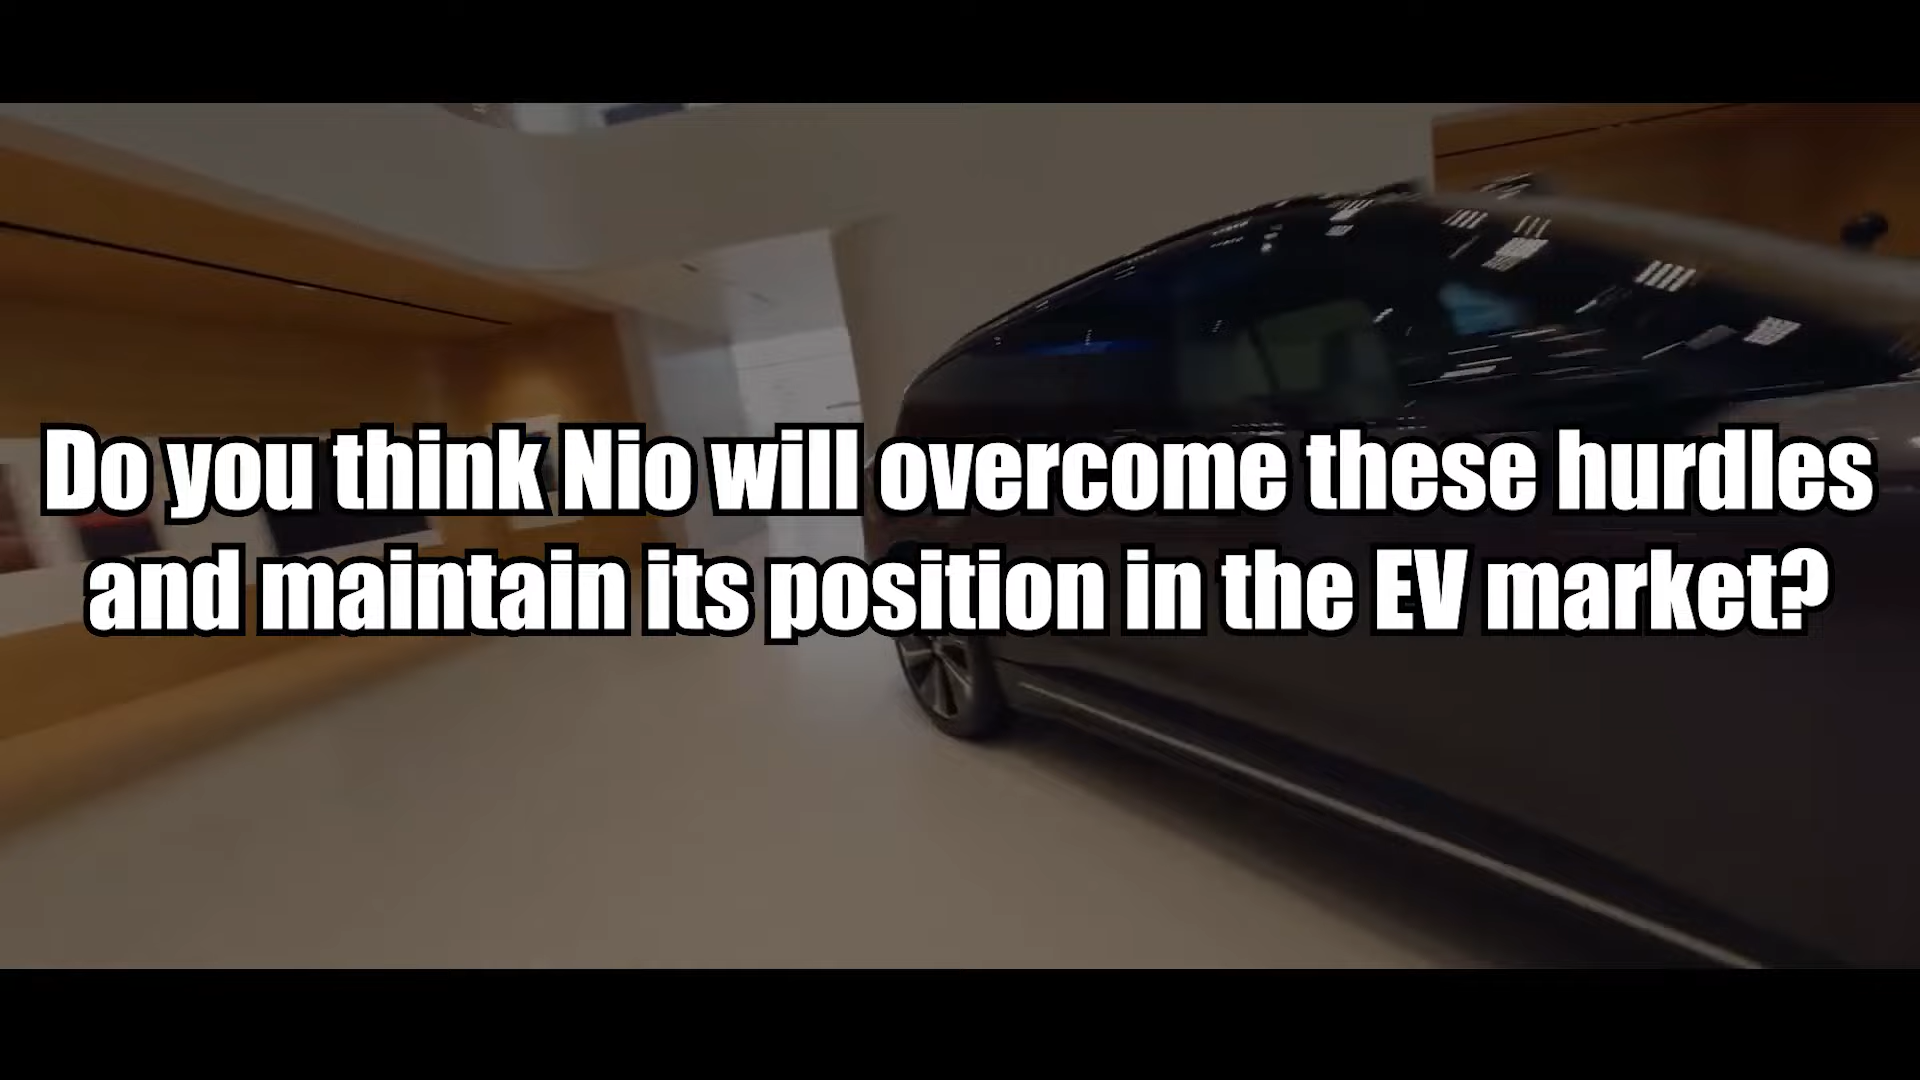 Do you think Nio will overcome these hurdles
and maintain its position in the EV market?